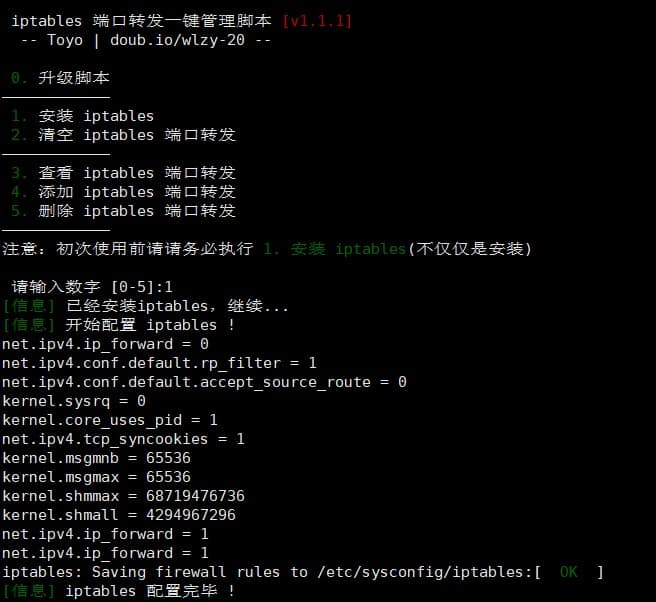 iptables 端口转发一键管理脚本 [v1.1.1]
-- Toyo | doub.io/wlzy-20 --
0. 升级脚本
1. 安装 iptables
2. 清空 iptables 端口转发
3. 查看 iptables 端口转发
4. 添加 iptables 端口转发
5. 删除 iptables 端口转发
注意：初次使用前请请务必执行 1. 安装 iptables(不仅仅是安装)
请输入数字 [0-5]:1
[信息] 已经安装iptables，继续...
[信息] 开始配置 iptables !
net.ipv4.ip_forward = 0
net.ipv4.conf.default.rp_filter = 1
net.ipv4.conf.default.accept_source_route = 0
kernel.sysrq = 0
kernel.core_uses_pid = 1
net.ipv4.tcp_syncookies = 1
kernel.msgmnb = 65536
kernel.msgmax = 65536
kernel.shmmax = 68719476736
kernel.shmall = 4294967296
net.ipv4.ip_forward = 1
net.ipv4.ip_forward = 1
iptables: Saving firewall rules to /etc/sysconfig/iptables:[  OK  ]
[信息] iptables 配置完毕 !